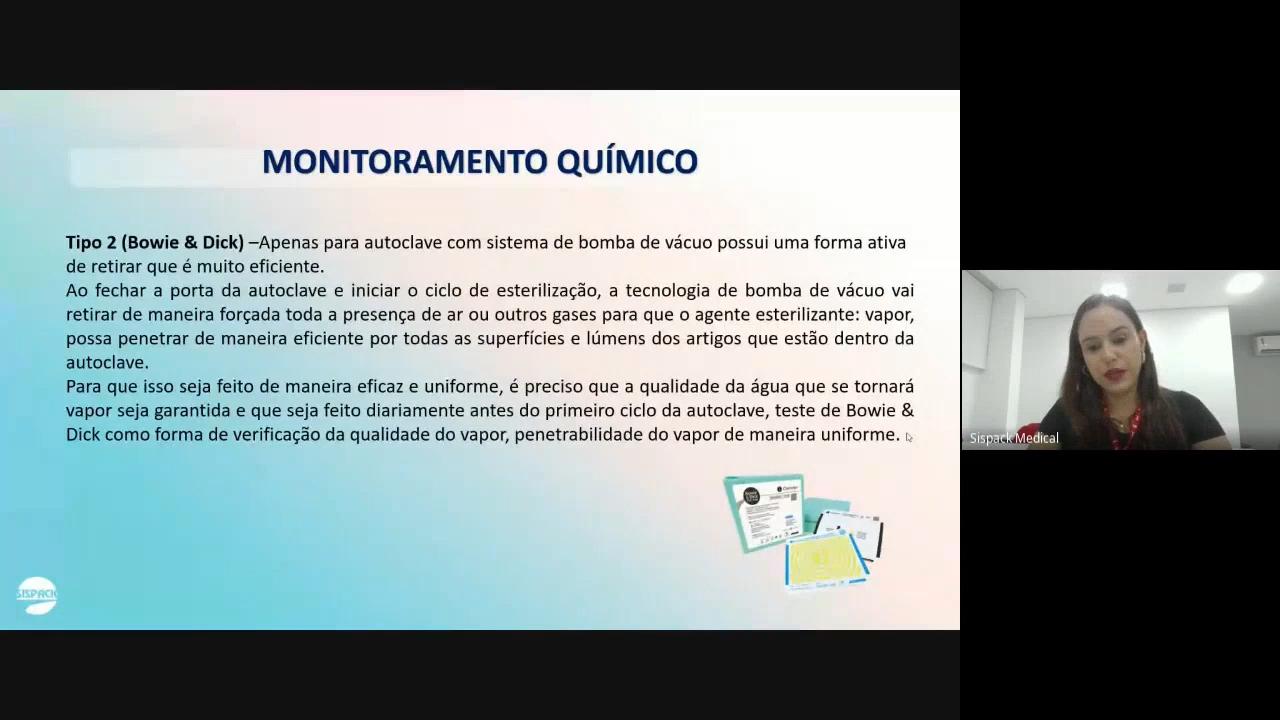 MONITORAMENTO QUÍMICO
Tipo 2 (Bowie & Dick) –Apenas para autoclave com sistema de bomba de vácuo possui uma forma ativa
de retirar que é muito eficiente.
Ao fechar a porta da autoclave e iniciar o ciclo de esterilização, a tecnologia de bomba de vácuo vai
retirar de maneira forçada toda a presença de ar ou outros gases para que o agente esterilizante: vapor,
possa penetrar de maneira eficiente por todas as superfícies e lúmens dos artigos que estão dentro da
autoclave.
Para que isso seja feito de maneira eficaz e uniforme, é preciso que a qualidade da água que se tornará
vapor seja garantida e que seja feito diariamente antes do primeiro ciclo da autoclave, teste de Bowie &
Dick como forma de verificação da qualidade do vapor, penetrabilidade do vapor de maneira uniforme.
SISPACK
Sispack Medical